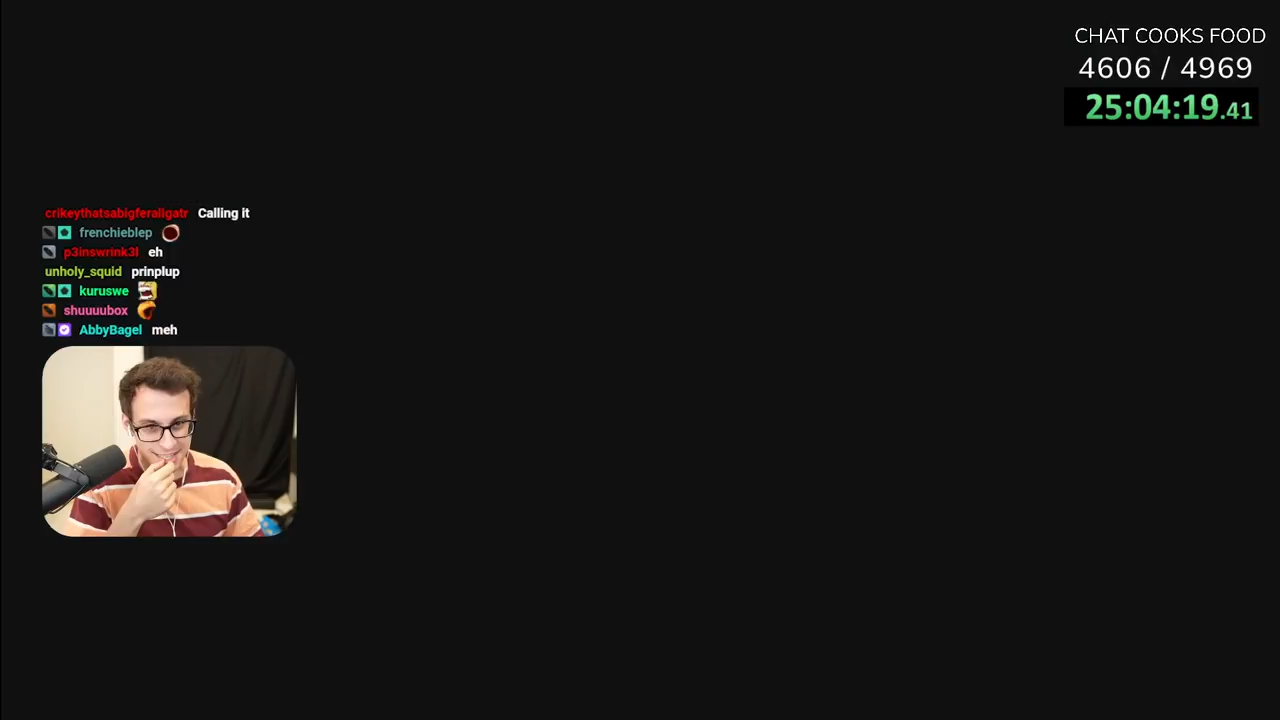 CHAT COOKS FOOD
4606 / 4969
25:04:19.41
crikeythatsabigferaligatr Calling it
frenchieblep
p3inswrink3l eh
unholy_squid prinplup
kuruswe
shuuuubox
AbbyBagel meh